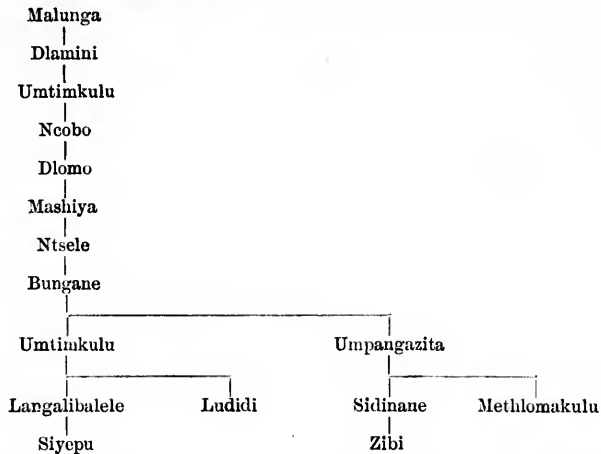 Malunga
Dlamini
Umtimkulu
Ncobo
Dlomo
Mashiya
Ntsele
Bungane
Umtimkulu Umpangazita
Langalibalele Ludidi Sidinane Methlomakulu
Siyepu Zibi